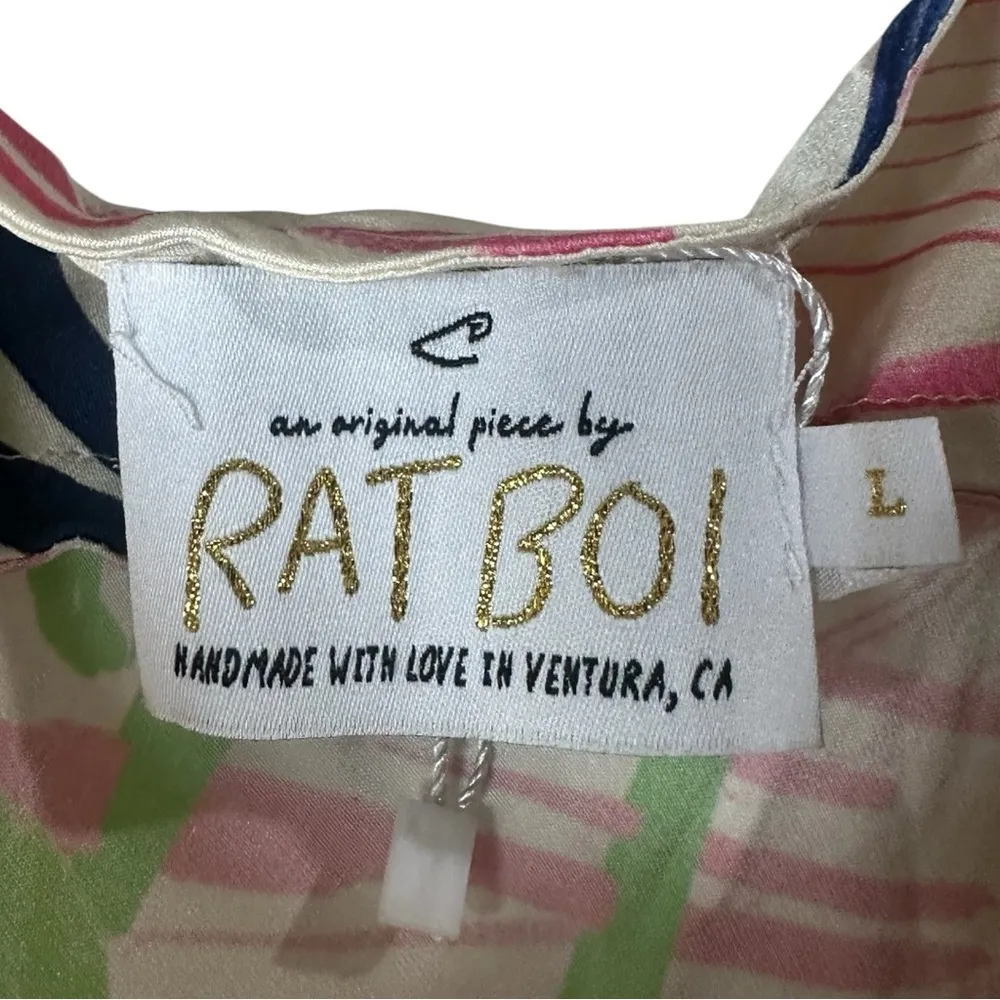 an original piece by
RAT BOI
HANDMADE WITH LOVE IN VENTURA, CA
L